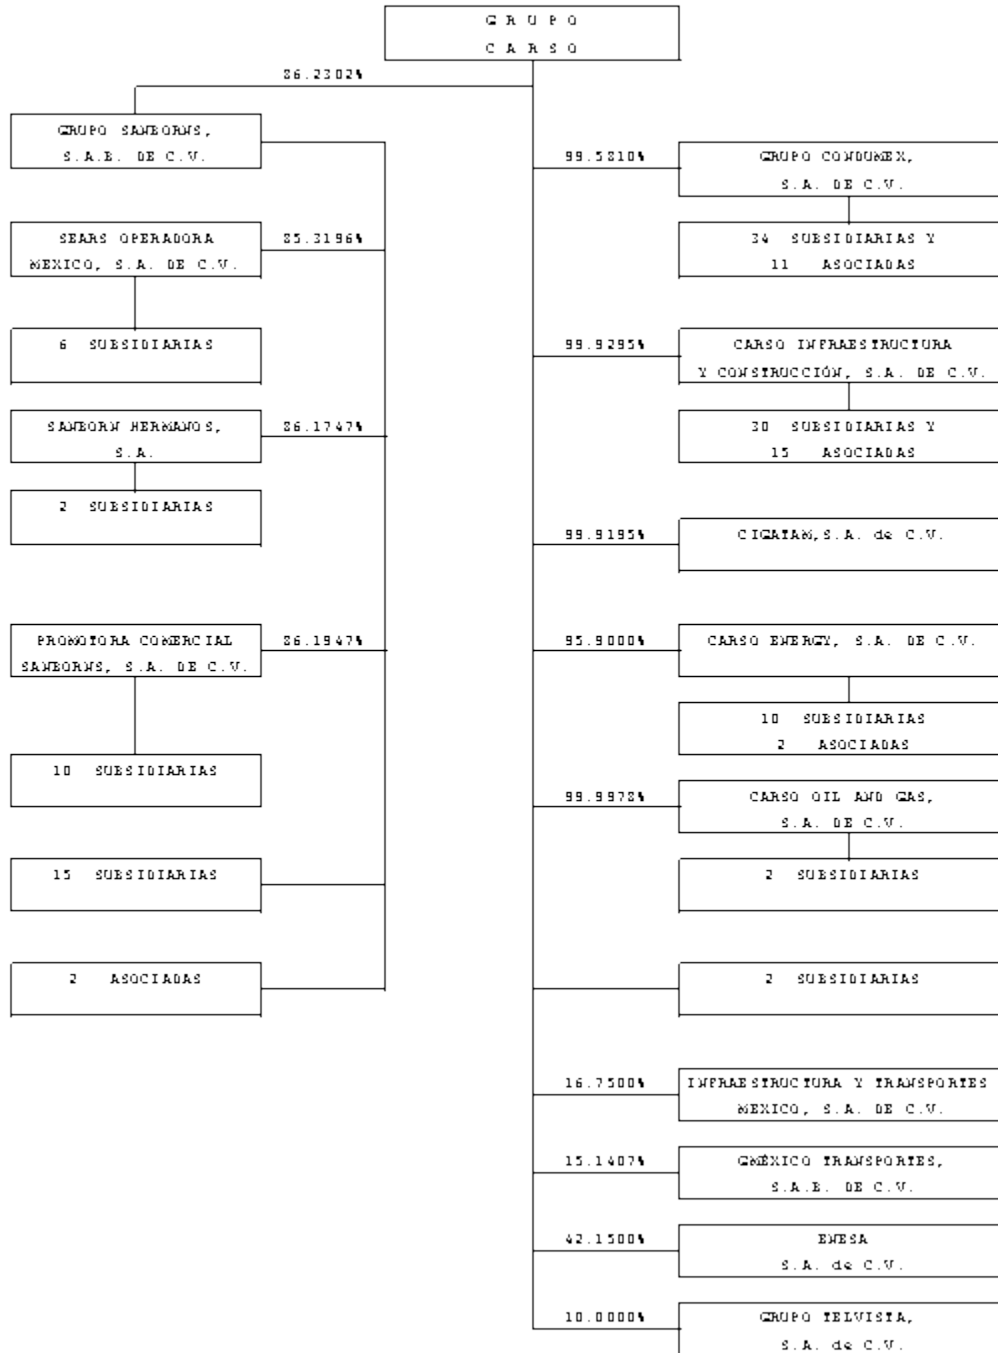 GRUPO
CARSO
86.2302%
GRUPO SANBORNS,
S.A.B. DE C.V.
SEARS OPERADORA
MEXICO, S.A. DE C.V.
85.3196%
6 SUBSIDIARIAS
SANBORN HERMANOS,
S.A.
86.1747%
2 SUBSIDIARIAS
PROMOTORA COMERCIAL
SANBORNS, S.A. DE C.V.
86.1947%
10 SUBSIDIARIAS
15 SUBSIDIARIAS
2 ASOCIADAS
99.5810%
GRUPO CONDUMEX,
S.A. DE C.V.
34 SUBSIDIARIAS Y
11 ASOCIADAS
99.9295%
CARSO INFRAESTRUCTURA
Y CONSTRUCCIÓN, S.A. DE C.V.
30 SUBSIDIARIAS Y
15 ASOCIADAS
99.9195%
CIGATAM,S.A. de C.V.
95.9000%
CARSO ENERGY, S.A. DE C.V.
10 SUBSIDIARIAS
2 ASOCIADAS
99.9978%
CARSO OIL AND GAS,
S.A. DE C.V.
2 SUBSIDIARIAS
2 SUBSIDIARIAS
16.7500%
INFRAESTRUCTURA Y TRANSPORTES
MEXICO, S.A. DE C.V.
15.1407%
GMÉXICO TRANSPORTES,
S.A.B. DE C.V.
42.1500%
ENESA
S.A. de C.V.
10.0000%
GRUPO TELVISTA,
S.A. de C.V.